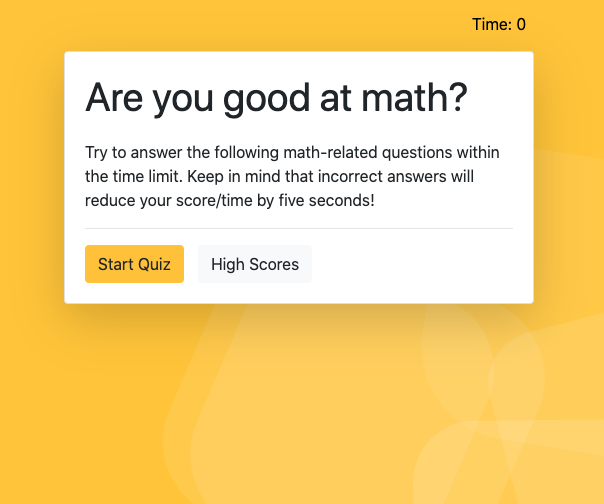 Time: 0
Are you good at math?
Try to answer the following math-related questions within
the time limit. Keep in mind that incorrect answers will
reduce your score/time by five seconds!
Start Quiz
High Scores